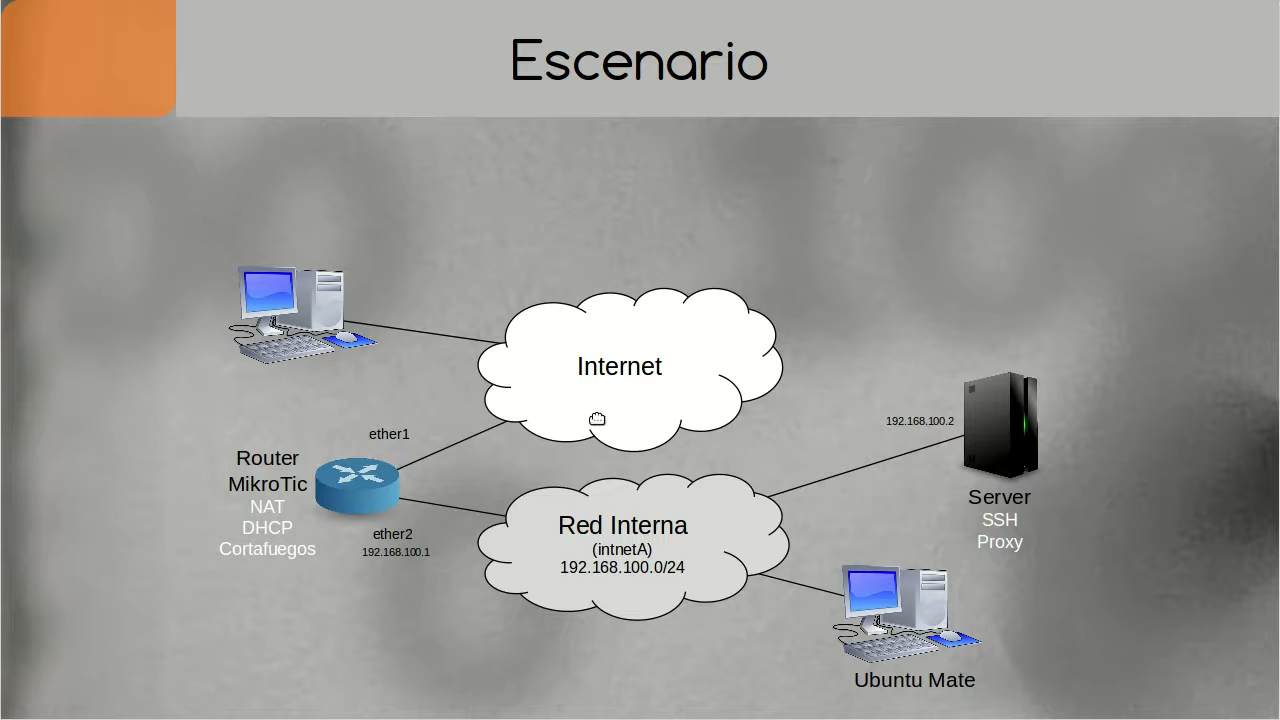 Escenario
Internet
ether1
192.168.100.2
Router
MikroTic
NAT
DHCP
Cortafuegos
ether2
192.168.100.1
Red Interna
(intnetA)
192.168.100.0/24
Server
SSH
Proxy
Ubuntu Mate